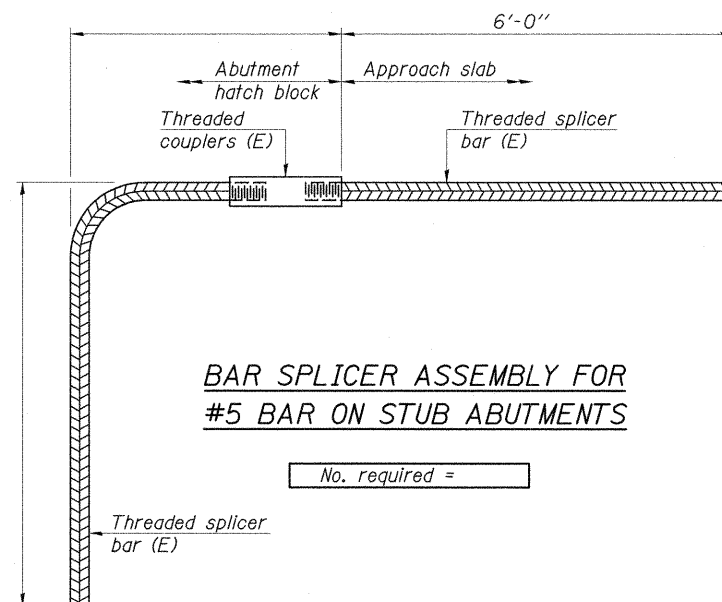 6'-0"
Abutment
hatch block
Approach slab
Threaded
couplers (E)
Threaded splicer
bar (E)
BAR SPLICER ASSEMBLY FOR
#5 BAR ON STUB ABUTMENTS
No. required =
Threaded splicer
bar (E)